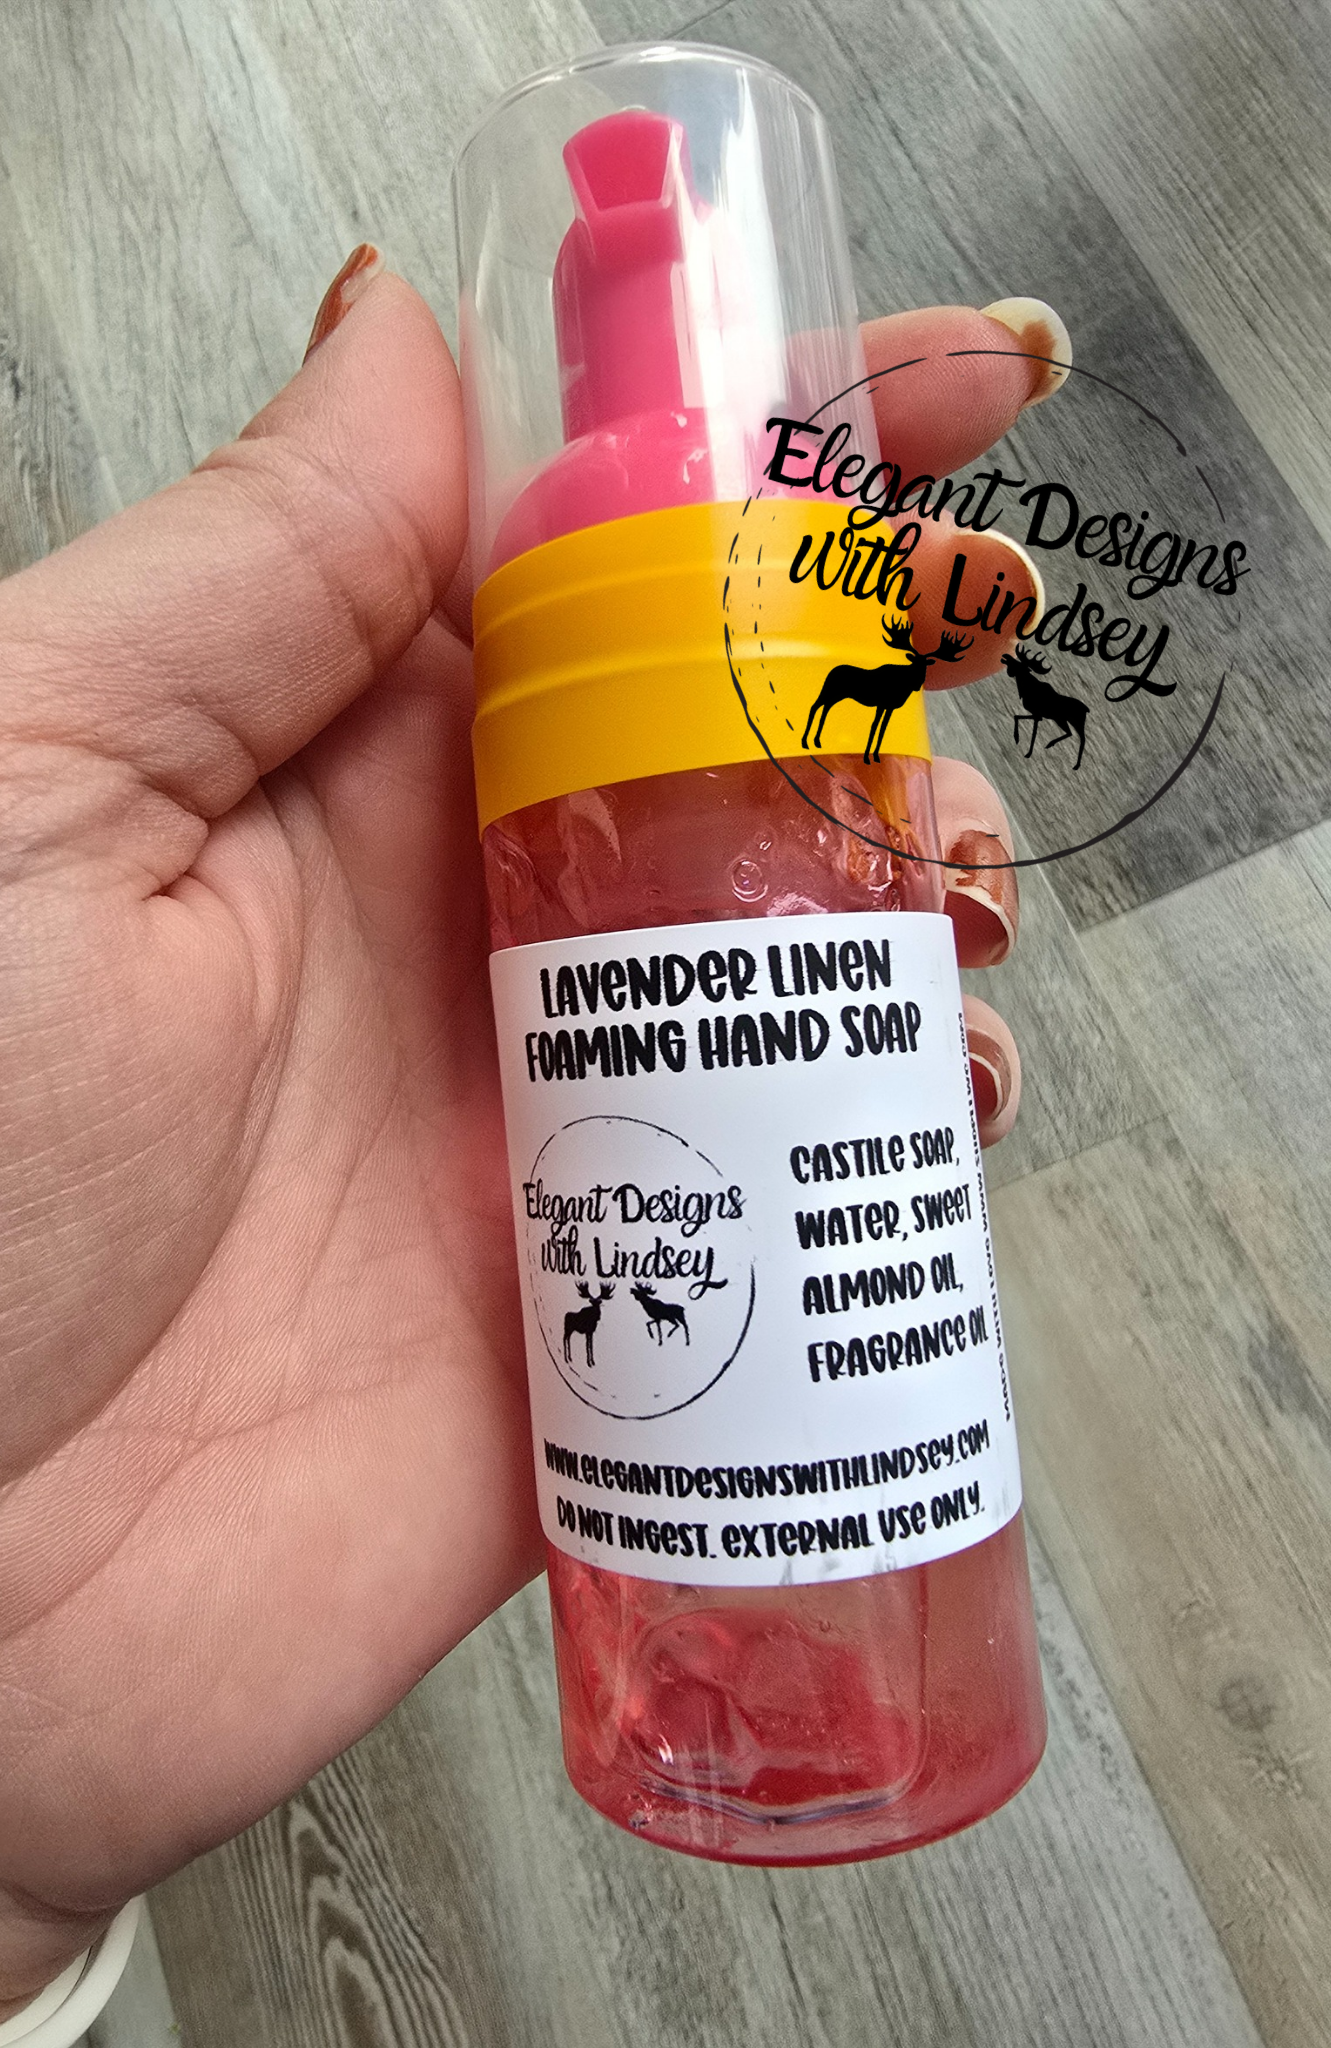 Elegant Designs
with Lindsey
LAVENDER LINEN
FOAMING HAND SOAP
Elegant Designs
with Lindsey
CASTILE SOAP,
WATER, SWEET
ALMOND OIL,
FRAGRANCE OIL
WWW.ELEGANTDESIGNSWITHLINDSEY.COM
DO NOT INGEST. EXTERNAL USE ONLY.